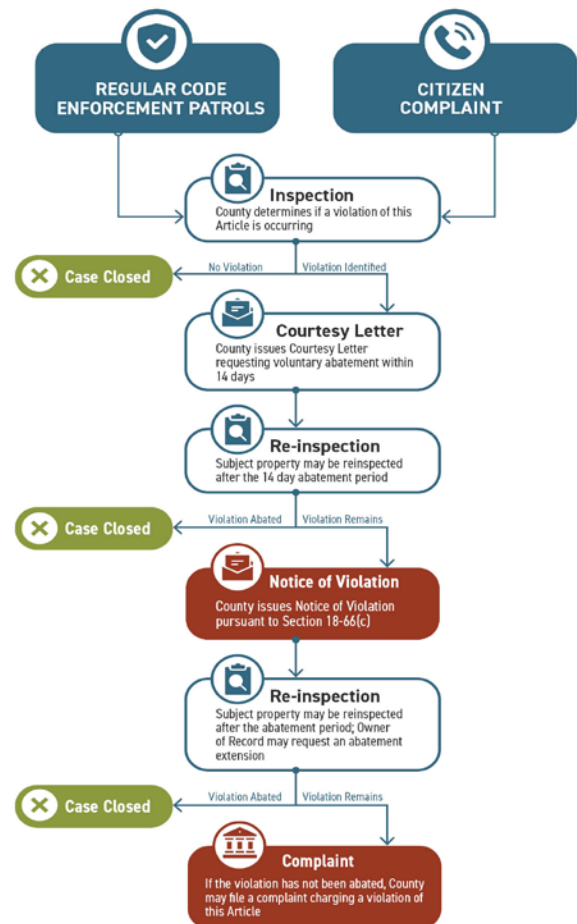 REGULAR CODE
ENFORCEMENT PATROLS
CITIZEN
COMPLAINT
Inspection
County determines if a violation of this
Article is occurring
No Violation
Violation Identified
Case Closed
Courtesy Letter
County issues Courtesy Letter
requesting voluntary abatement within
14 days
Re-inspection
Subject property may be reinspected
after the 14 day abatement period
Violation Abated
Violation Remains
Case Closed
Notice of Violation
County issues Notice of Violation
pursuant to Section 18-66(c)
Re-inspection
Subject property may be reinspected
after the abatement period; Owner
of Record may request an abatement
extension
Violation Abated
Violation Remains
Case Closed
Complaint
If the violation has not been abated, County
may file a complaint charging a violation of
this Article